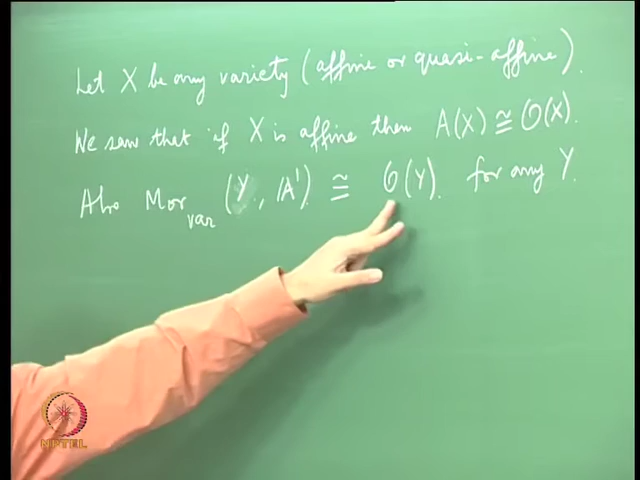 Let X be any variety (affine or quasi-affine).
We saw that if X is affine then A(X) ≅ O(X).
Also Mor_var (Y, A¹) ≅ O(Y). for any Y.
NPTEL